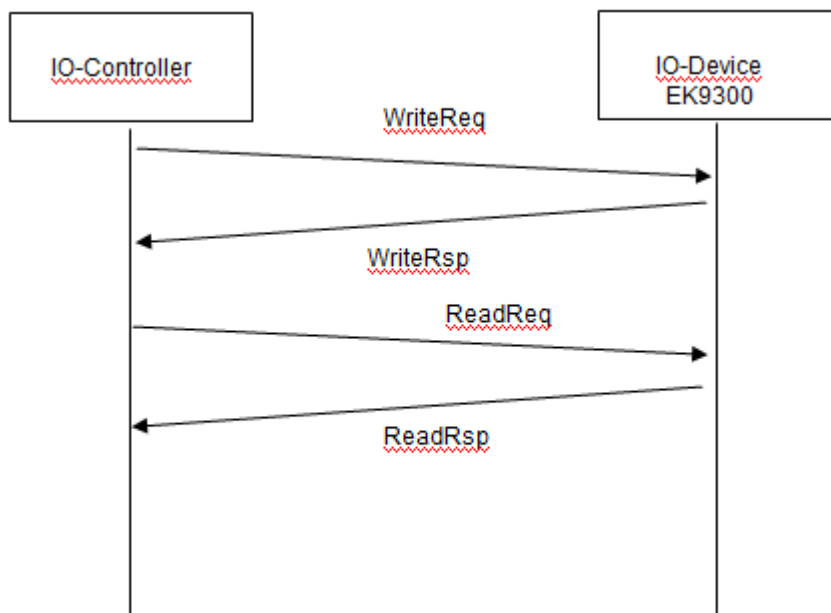 IO-Controller
IO-Device
EK9300
WriteReq
WriteRsp
ReadReq
ReadRsp